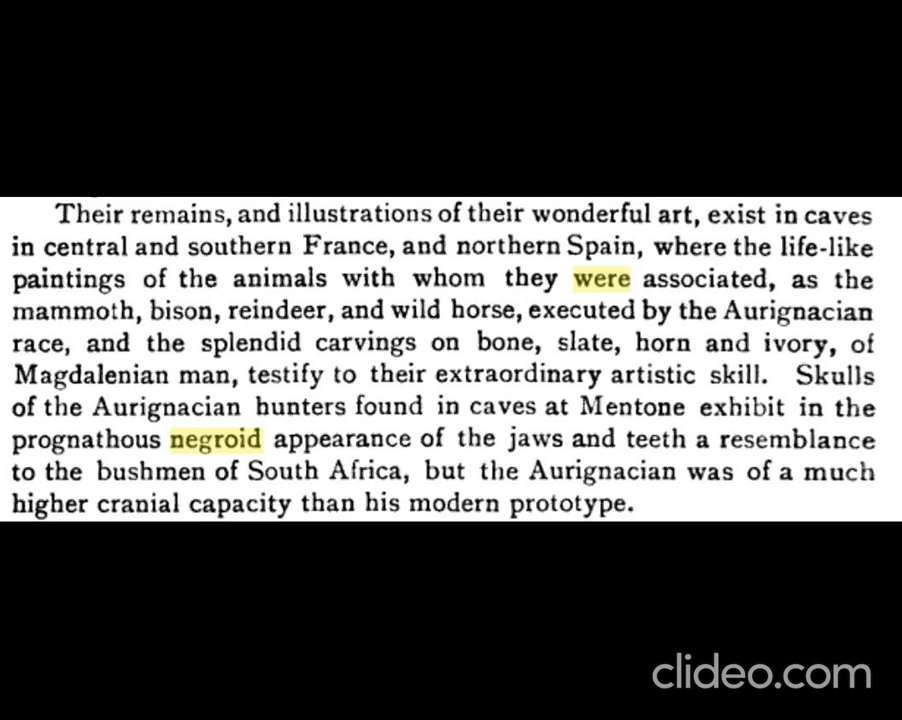 Their remains, and illustrations of their wonderful art, exist in caves
in central and southern France, and northern Spain, where the life-like
paintings of the animals with whom they were associated, as the
mammoth, bison, reindeer, and wild horse, executed by the Aurignacian
race, and the splendid carvings on bone, slate, horn and ivory, of
Magdalenian man, testify to their extraordinary artistic skill. Skulls
of the Aurignacian hunters found in caves at Mentone exhibit in the
prognathous negroid appearance of the jaws and teeth a resemblance
to the bushmen of South Africa, but the Aurignacian was of a much
higher cranial capacity than his modern prototype.
clideo.com